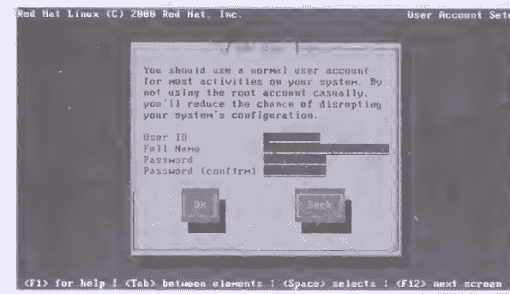 Red Hat Linux (C) 2000 Red Hat, Inc. User Account Setu
You should use a normal user account
for most activities on your system. By
not using the root account casually,
you'll reduce the chance of disrupting
your system's configuration.
User ID
Full Name
Password
Password (confirm)
OK Back
<F1> for help | <Tab> between elements | <Space> selects | <F12> next screen